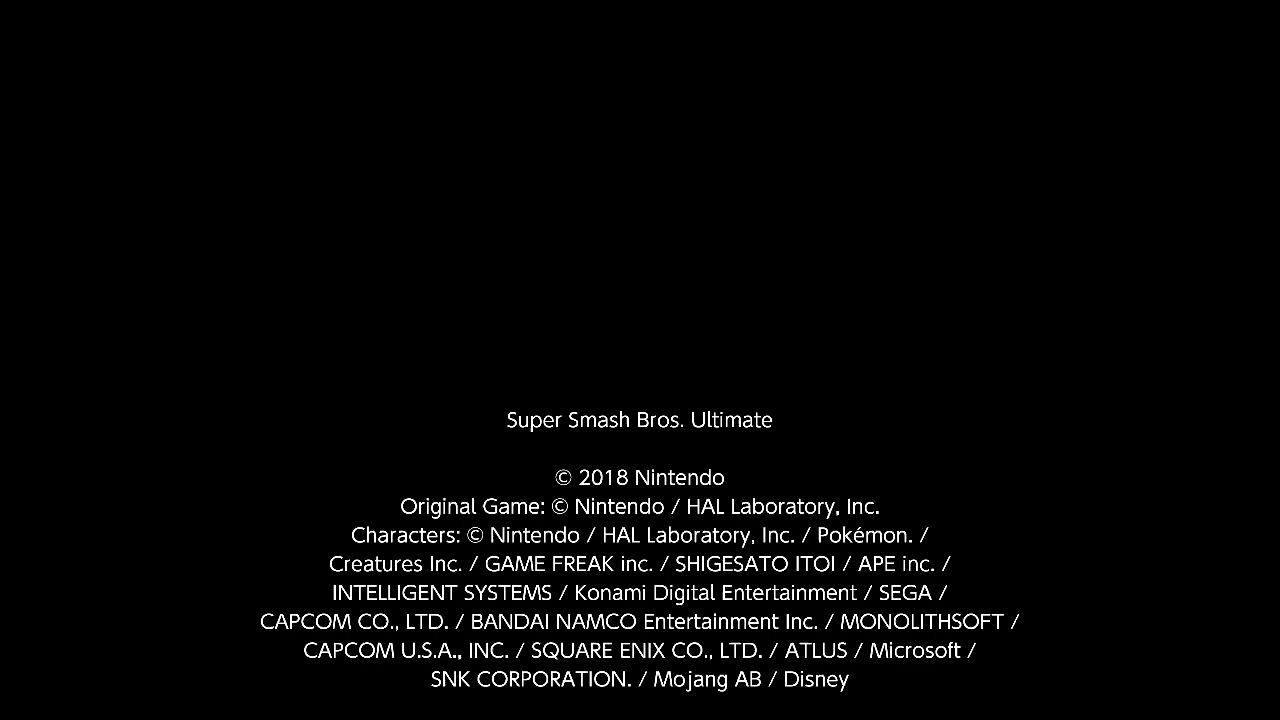 Super Smash Bros. Ultimate
© 2018 Nintendo
Original Game: © Nintendo / HAL Laboratory, Inc.
Characters: © Nintendo / HAL Laboratory, Inc. / Pokémon. /
Creatures Inc. / GAME FREAK inc. / SHIGESATO ITOI / APE inc. /
INTELLIGENT SYSTEMS / Konami Digital Entertainment / SEGA /
CAPCOM CO., LTD. / BANDAI NAMCO Entertainment Inc. / MONOLITHSOFT /
CAPCOM U.S.A., INC. / SQUARE ENIX CO., LTD. / ATLUS / Microsoft /
SNK CORPORATION. / Mojang AB / Disney